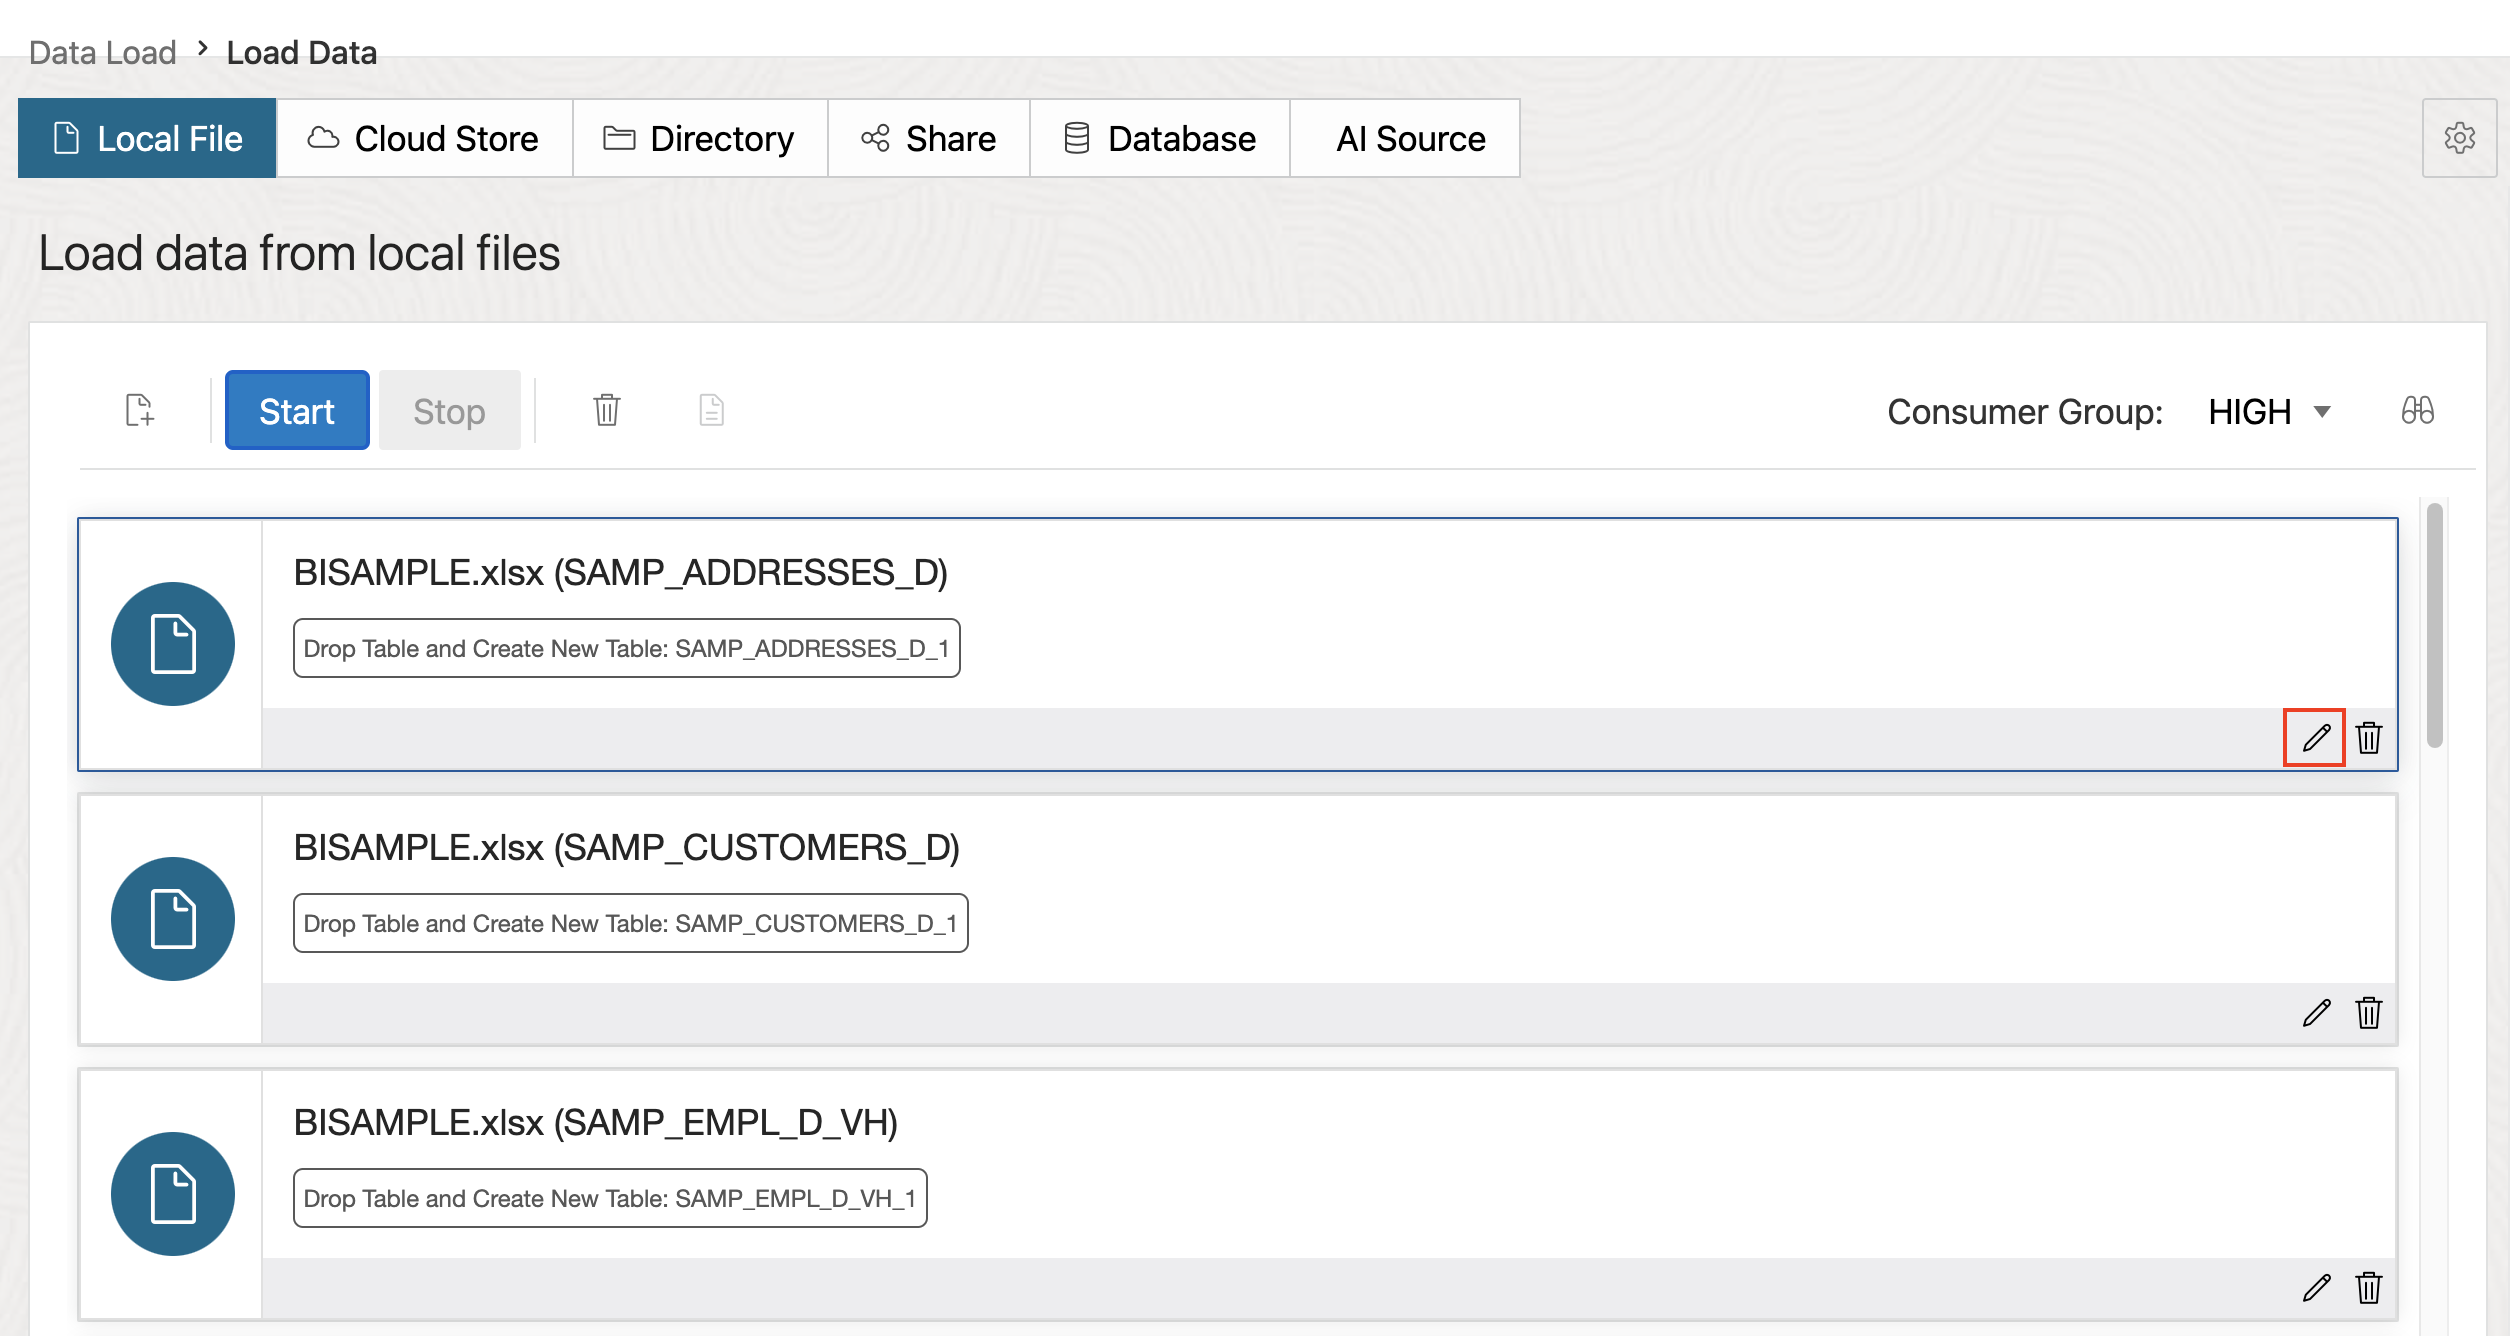 Data Load > Load Data
Local File Cloud Store Directory Share Database AI Source
Load data from local files
Start Stop Consumer Group: HIGH
BISAMPLE.xlsx (SAMP_ADDRESSES_D)
Drop Table and Create New Table: SAMP_ADDRESSES_D_1
BISAMPLE.xlsx (SAMP_CUSTOMERS_D)
Drop Table and Create New Table: SAMP_CUSTOMERS_D_1
BISAMPLE.xlsx (SAMP_EMPL_D_VH)
Drop Table and Create New Table: SAMP_EMPL_D_VH_1